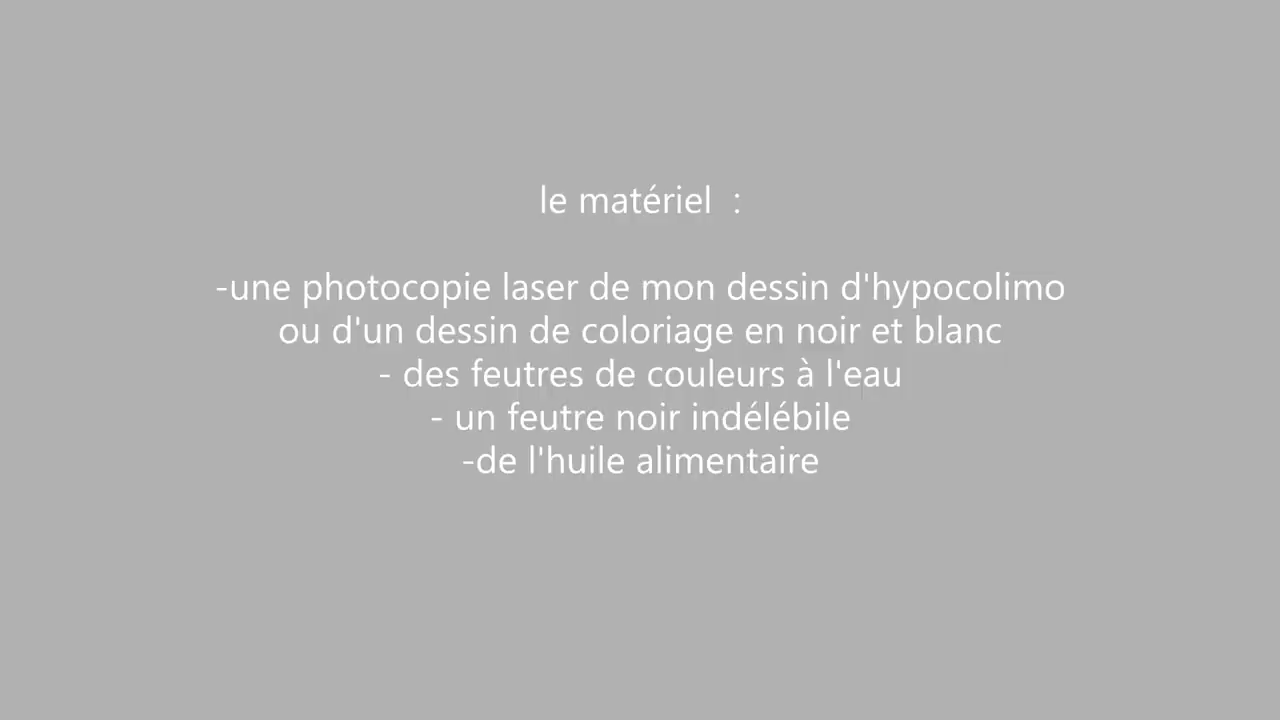 le matériel  :
-une photocopie laser de mon dessin d'hypocolimo
ou d'un dessin de coloriage en noir et blanc
- des feutres de couleurs à l'eau
- un feutre noir indélébile
-de l'huile alimentaire